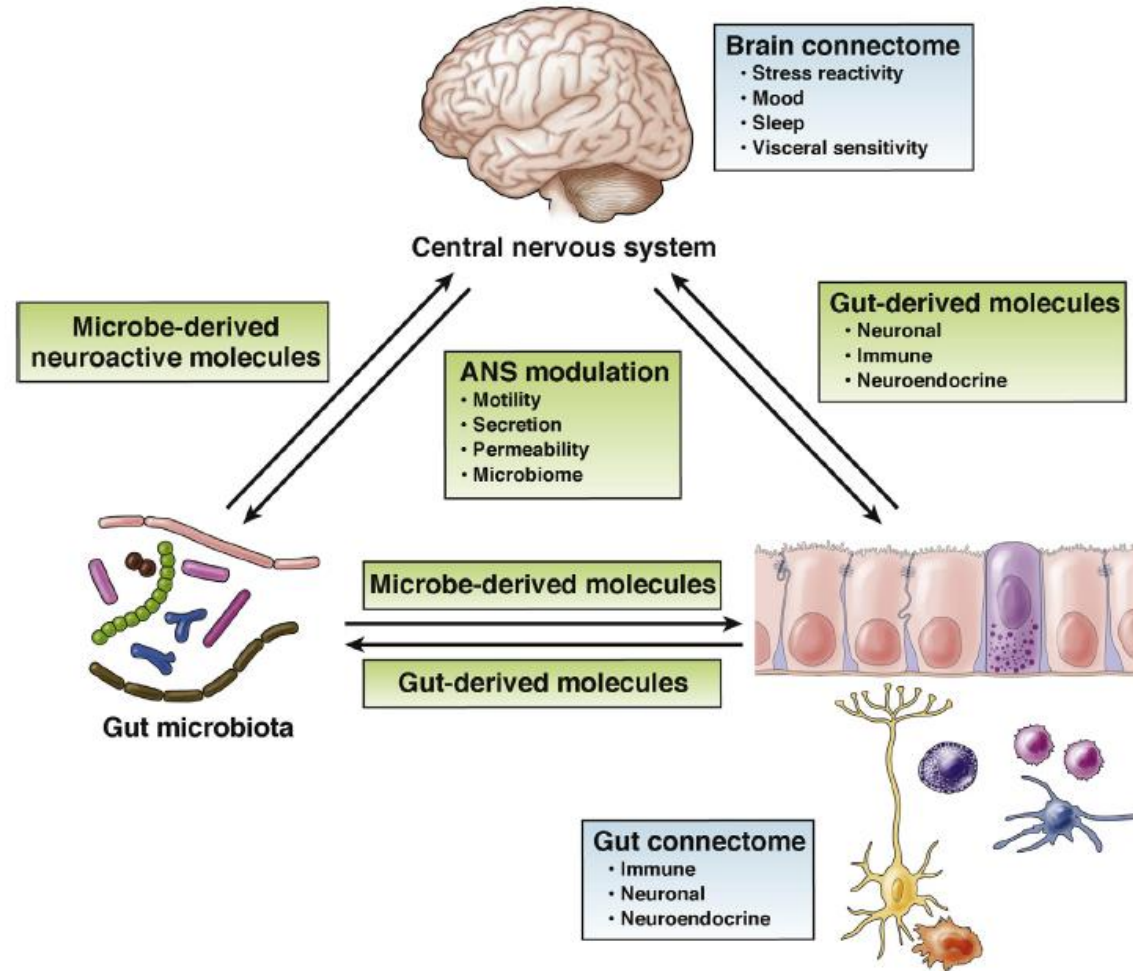 Brain connectome
• Stress reactivity
• Mood
• Sleep
• Visceral sensitivity
Central nervous system
Microbe-derived
neuroactive molecules
ANS modulation
• Motility
• Secretion
• Permeability
• Microbiome
Gut-derived molecules
• Neuronal
• Immune
• Neuroendocrine
Microbe-derived molecules
Gut-derived molecules
Gut microbiota
Gut connectome
• Immune
• Neuronal
• Neuroendocrine